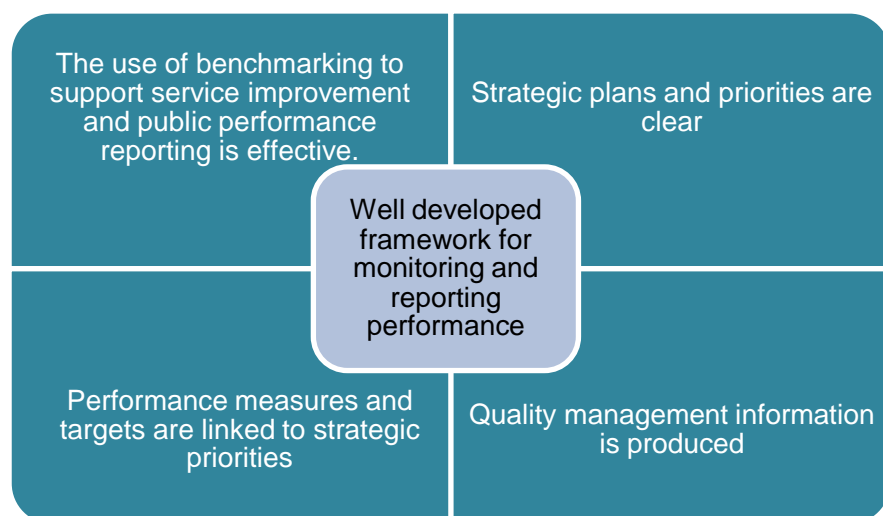 The use of benchmarking to
support service improvement
and public performance
reporting is effective.
Strategic plans and priorities are
clear
Well developed
framework for
monitoring and
reporting
performance
Performance measures and
targets are linked to strategic
priorities
Quality management information
is produced